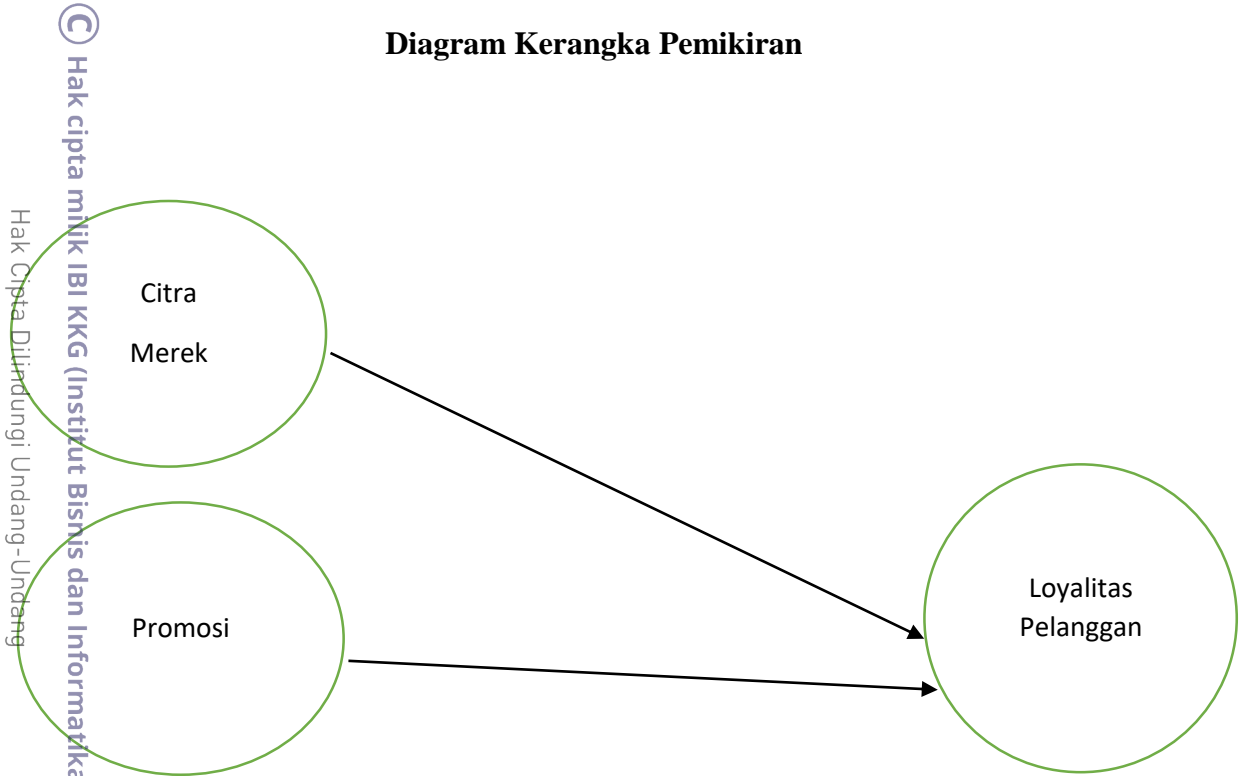 Diagram Kerangka Pemikiran
© Hak cipta milik IBI KKG (Institut Bisnis dan Informatika
Hak Cipta Dilindungi Undang-Undang
Citra
Merek
Promosi
Loyalitas
Pelanggan